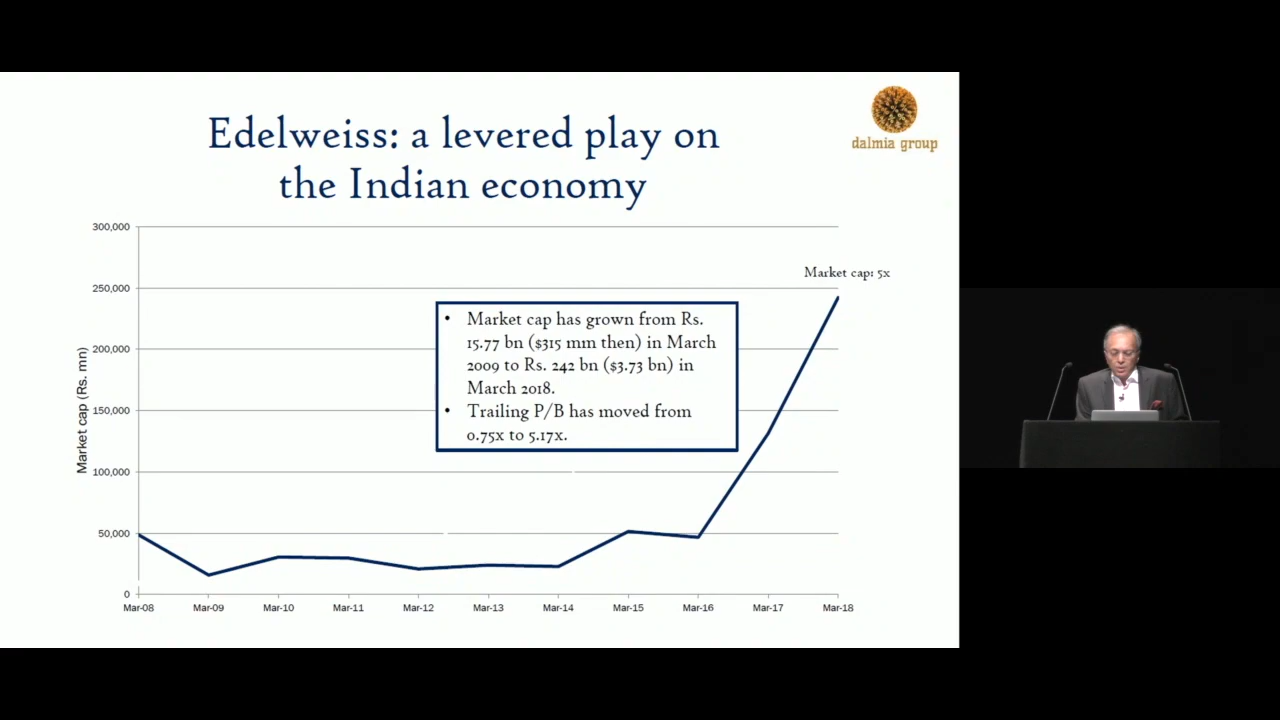 Edelweiss: a levered play on
the Indian economy
dalmia group
Market cap (Rs. mn)
300,000
250,000
200,000
150,000
100,000
50,000
0
Market cap: 5x
• Market cap has grown from Rs.
15.77 bn ($315 mm then) in March
2009 to Rs. 242 bn ($3.73 bn) in
March 2018.
• Trailing P/B has moved from
0.75x to 5.17x.
Mar-08 Mar-09 Mar-10 Mar-11 Mar-12 Mar-13 Mar-14 Mar-15 Mar-16 Mar-17 Mar-18